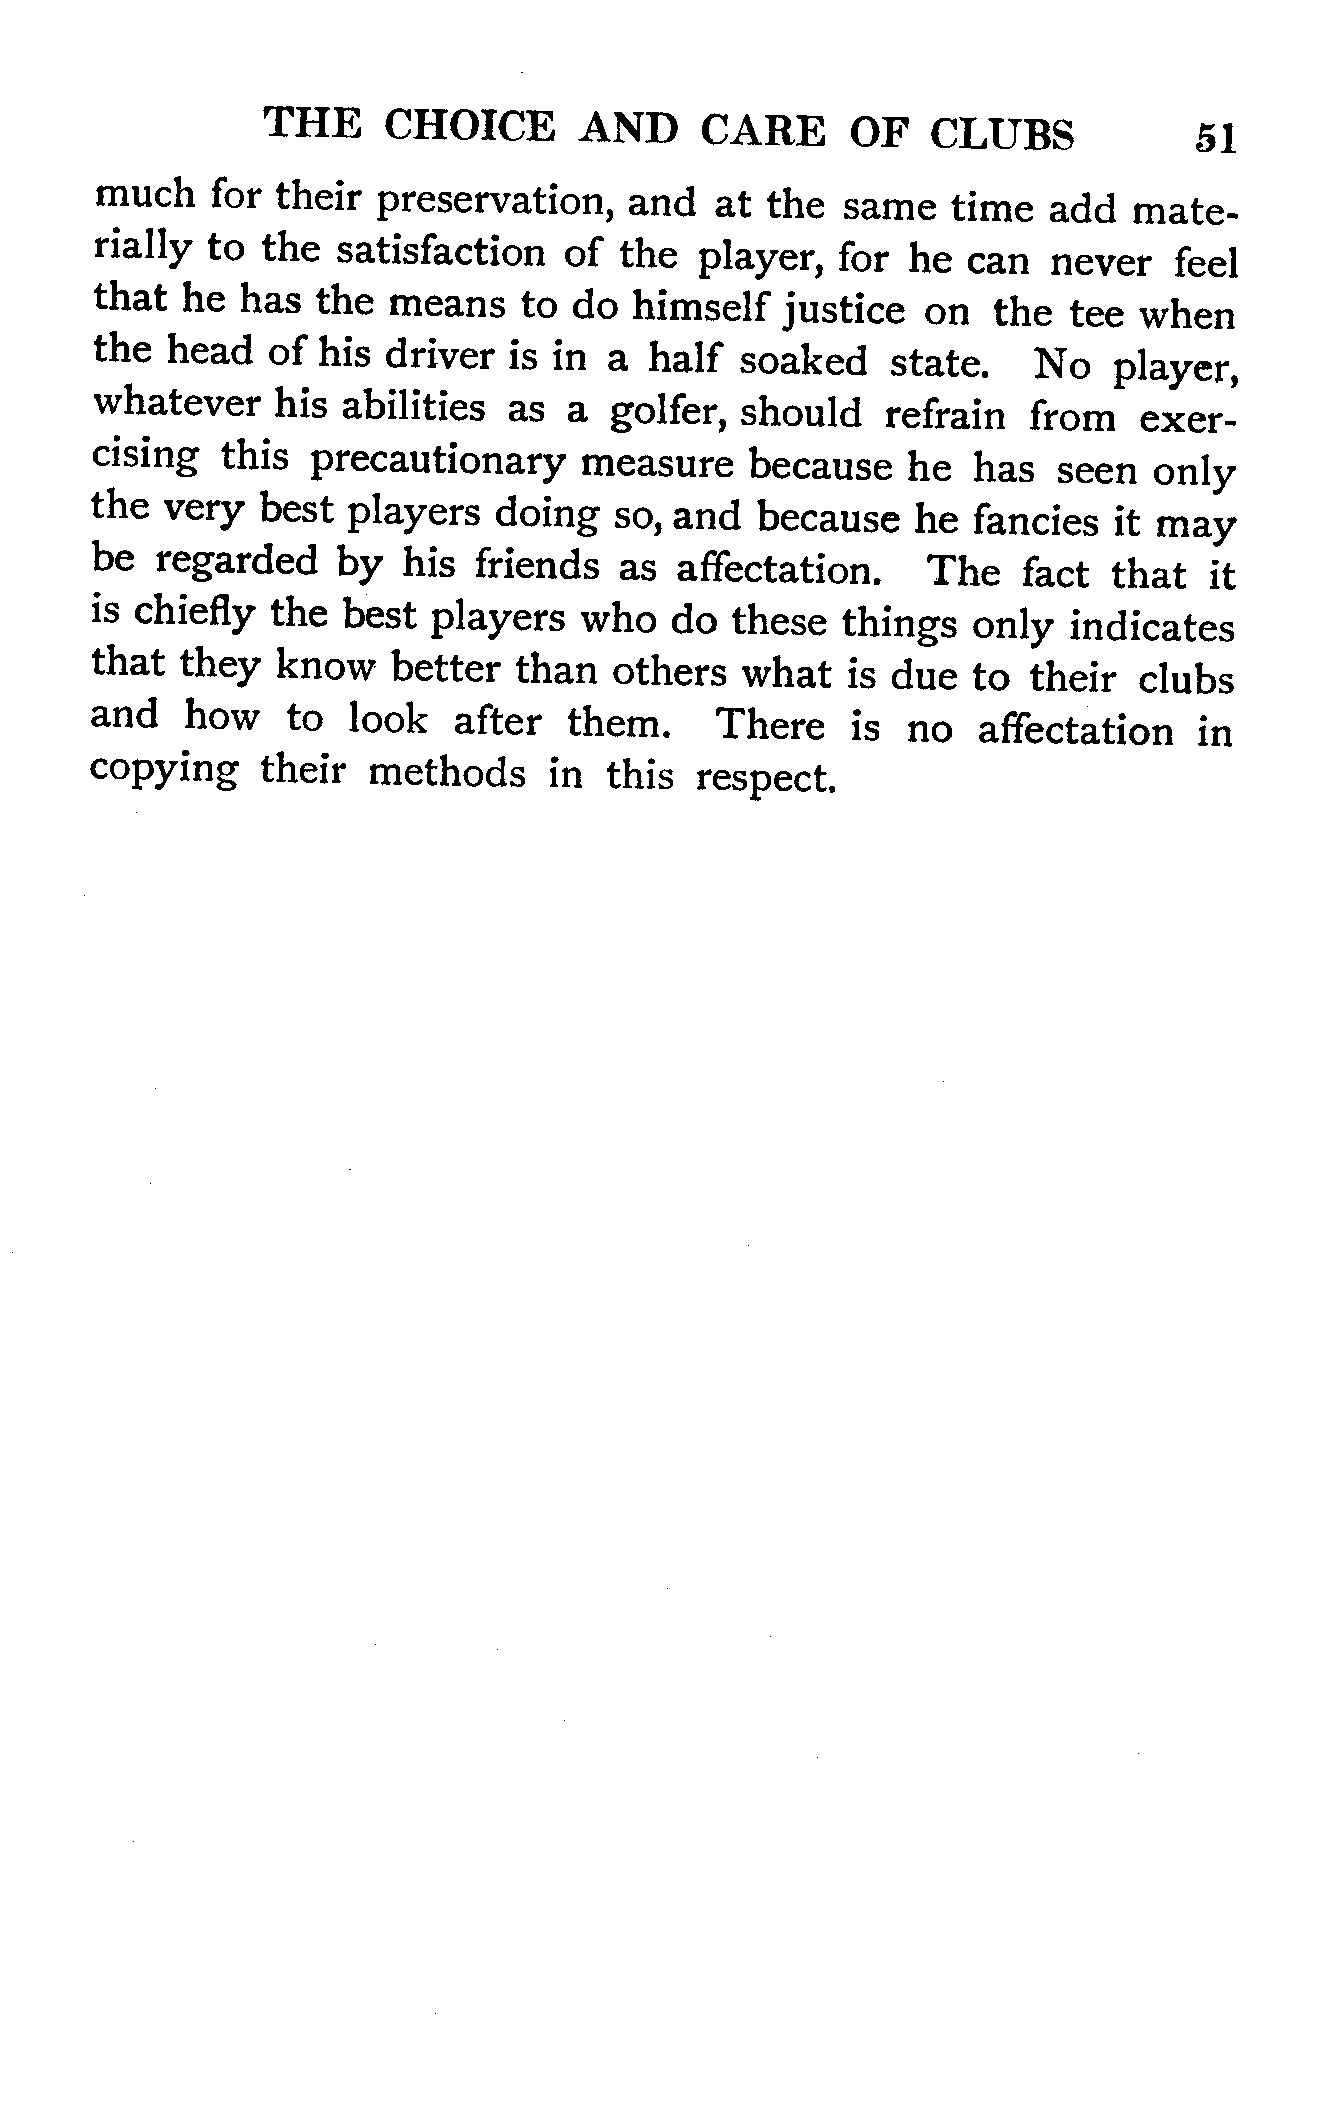 THE CHOICE AND CARE OF CLUBS 51
much for their preservation, and at the same time add mate-
rially to the satisfaction of the player, for he can never feel
that he has the means to do himself justice on the tee when
the head of his driver is in a half soaked state. No player,
whatever his abilities as a golfer, should refrain from exer-
cising this precautionary measure because he has seen only
the very best players doing so, and because he fancies it may
be regarded by his friends as affectation. The fact that it
is chiefly the best players who do these things only indicates
that they know better than others what is due to their clubs
and how to look after them. There is no affectation in
copying their methods in this respect.